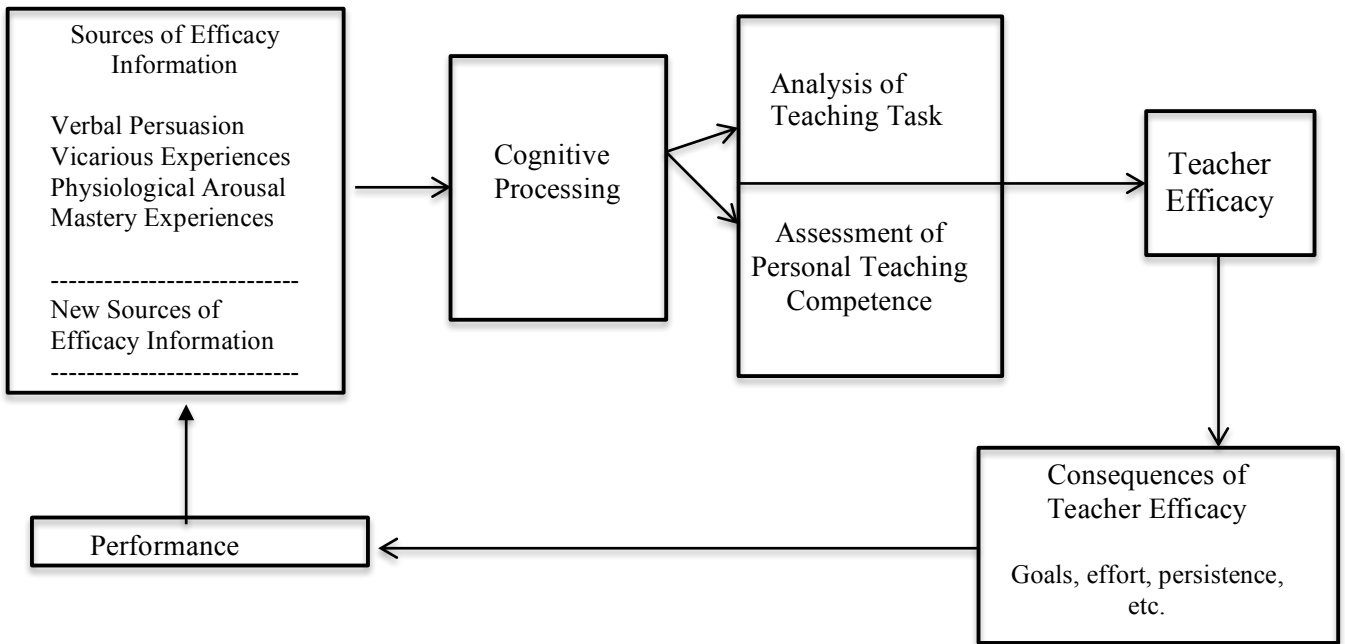 Sources of Efficacy
Information
Verbal Persuasion
Vicarious Experiences
Physiological Arousal
Mastery Experiences
----------------------------
New Sources of
Efficacy Information
----------------------------
Cognitive
Processing
Analysis of
Teaching Task
Assessment of
Personal Teaching
Competence
Teacher
Efficacy
Consequences of
Teacher Efficacy
Goals, effort, persistence,
etc.
Performance